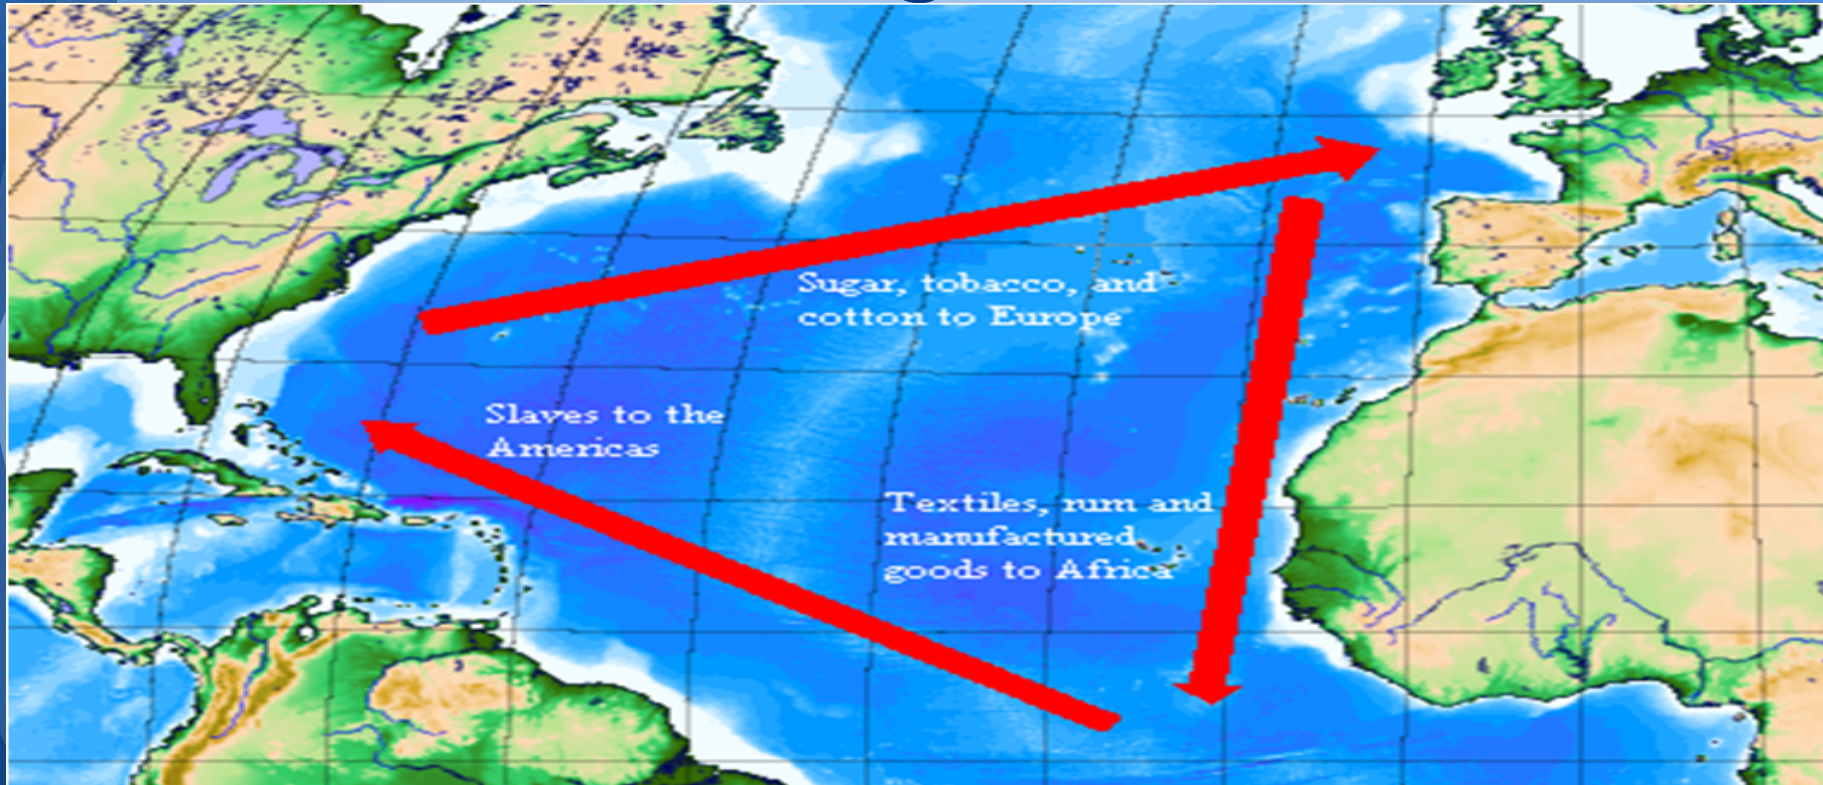 Sugar, tobacco, and
cotton to Europe
Slaves to the
Americas
Textiles, rum and
manufactured
goods to Africa